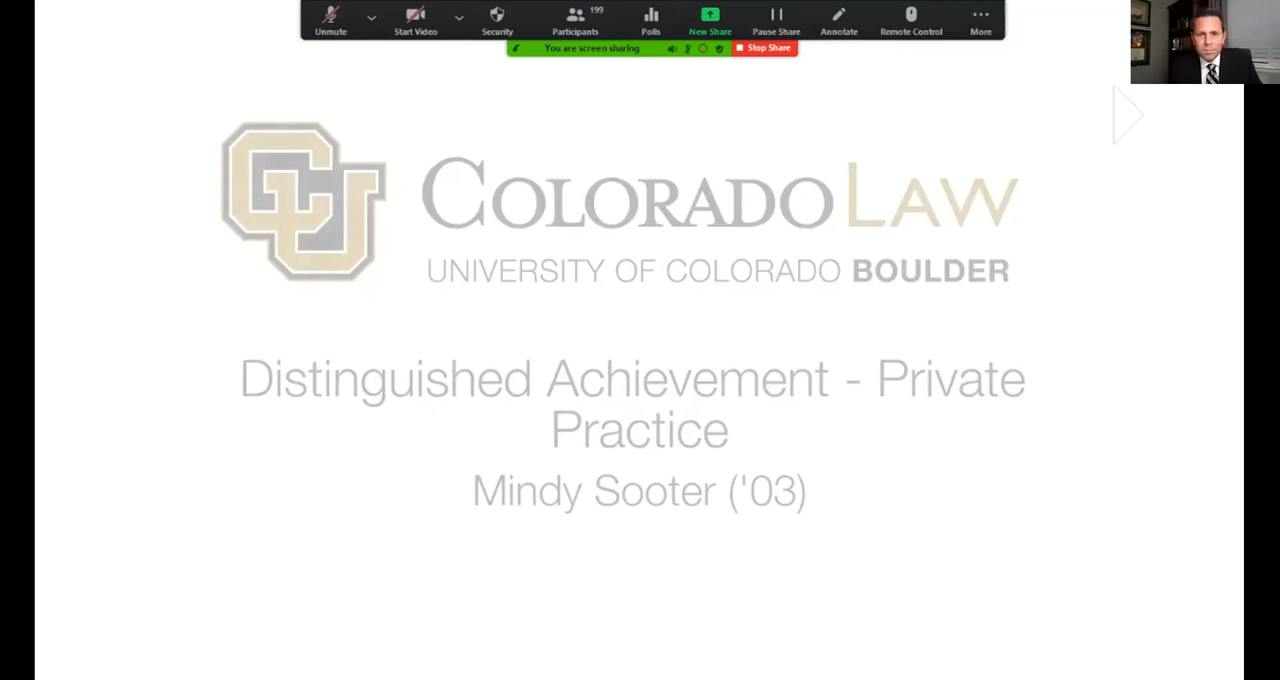 Unmute
Start Video
Security
Participants
199
Polls
New Share
Pause Share
Annotate
Remote Control
More
You are screen sharing
Stop Share
CU
COLORADO LAW
UNIVERSITY OF COLORADO BOULDER
Distinguished Achievement - Private
Practice
Mindy Sooter ('03)